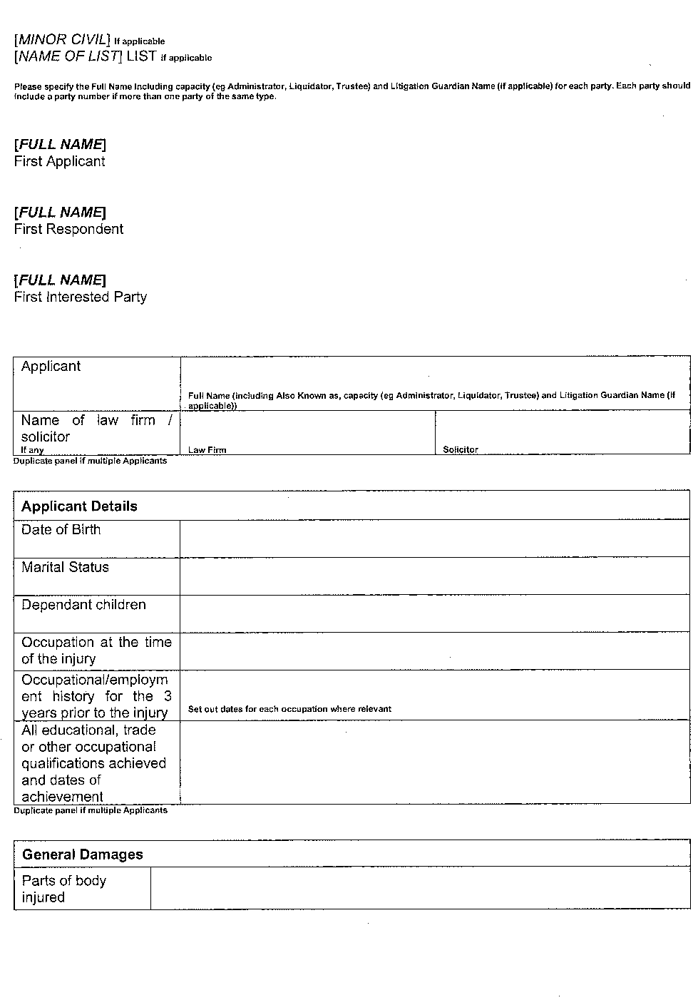 [MINOR CIVIL] If applicable
[NAME OF LIST] LIST If applicable
Please specify the Full Name including capacity (eg Administrator, Liquidator, Trustee) and Litigation Guardian Name (if applicable) for each party. Each party should
include a party number if more than one party of the same type.
[FULL NAME]
First Applicant
[FULL NAME]
First Respondent
[FULL NAME]
First Interested Party
Applicant
Full Name (including Also Known as, capacity (eg Administrator, Liquidator, Trustee) and Litigation Guardian Name (if
applicable))
Name of law firm /
solicitor
If any
Law Firm
Solicitor
Duplicate panel if multiple Applicants
Applicant Details
Date of Birth
Marital Status
Dependant children
Occupation at the time
of the injury
Occupational/employm
ent history for the 3
years prior to the injury
Set out dates for each occupation where relevant
All educational, trade
or other occupational
qualifications achieved
and dates of
achievement
Duplicate panel if multiple Applicants
General Damages
Parts of body
injured